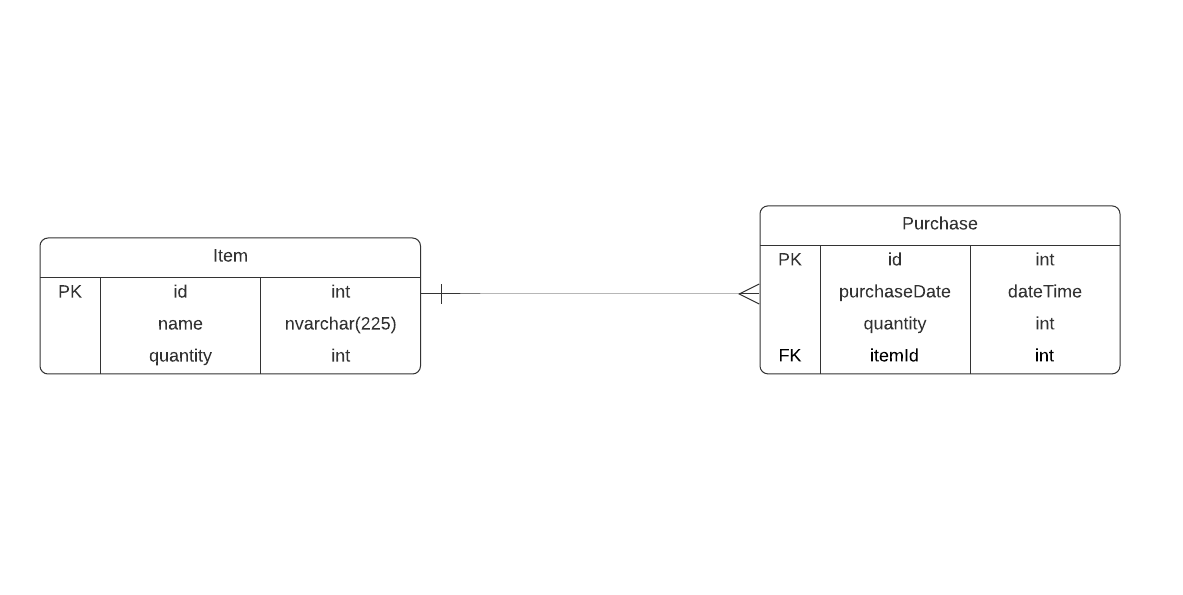 Item
PK id int
name nvarchar(225)
quantity int
Purchase
PK id int
purchaseDate dateTime
quantity int
FK itemId int